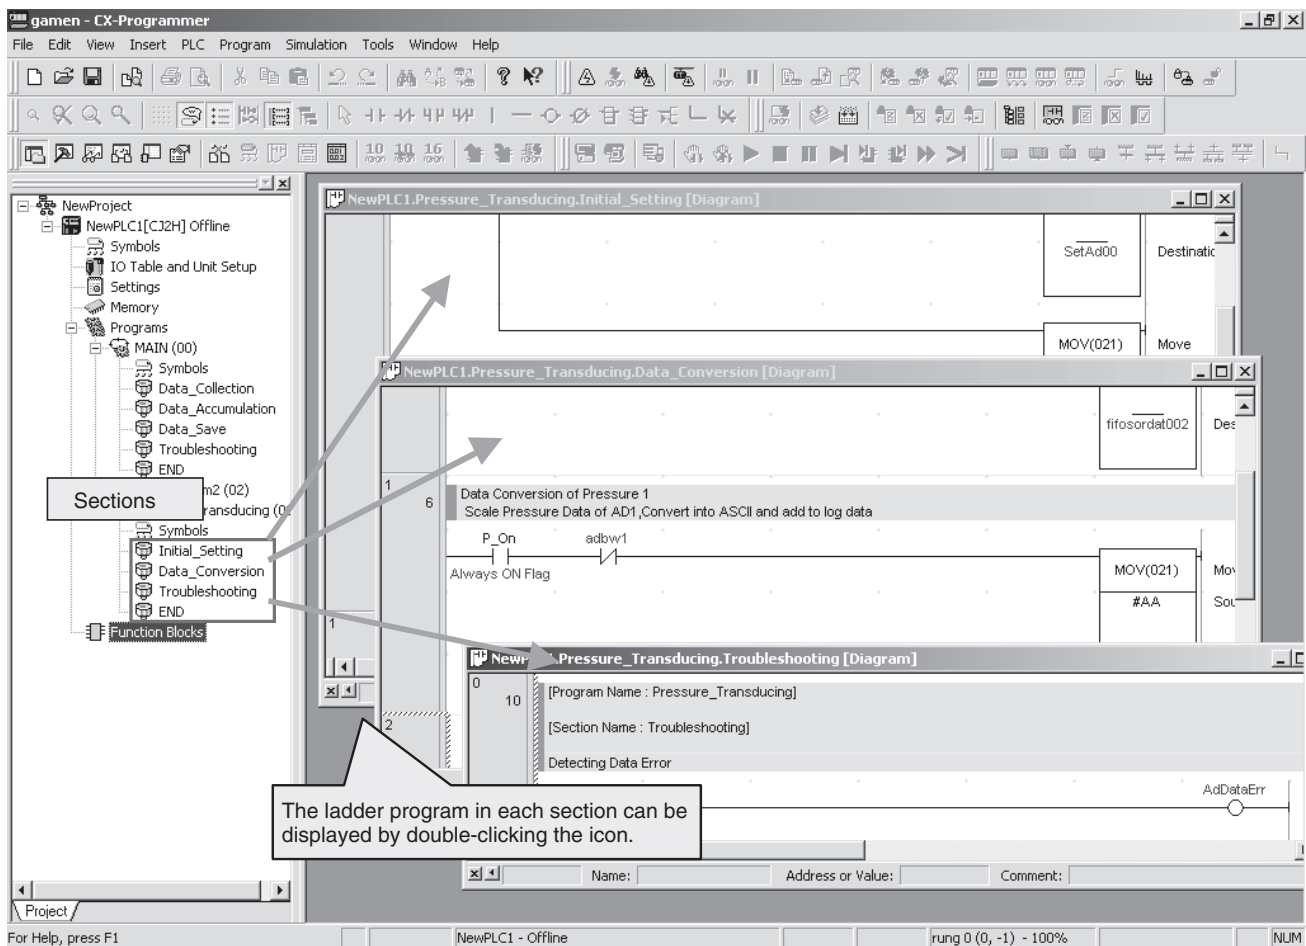 gamen - CX-Programmer
File Edit View Insert PLC Program Simulation Tools Window Help
10 10 16
NewProject
NewPLC1[CJ2H] Offline
Symbols
IO Table and Unit Setup
Settings
Memory
Programs
MAIN (00)
Symbols
Data_Collection
Data_Accumulation
Data_Save
Troubleshooting
END
m2 (02)
ransducing (0
Symbols
Initial_Setting
Data_Conversion
Troubleshooting
END
Function Blocks
Sections
NewPLC1.Pressure_Transducing.Initial_Setting [Diagram]
SetAd00
Destinatic
MOV(021)
Move
1
NewPLC1.Pressure_Transducing.Data_Conversion [Diagram]
fifosordat002
Des
1
6
Data Conversion of Pressure 1
Scale Pressure Data of AD1,Convert into ASCII and add to log data
P_On
adbw1
Always ON Flag
MOV(021)
Mov
#AA
Sou
2
NewP .Pressure_Transducing.Troubleshooting [Diagram]
0
10
[Program Name : Pressure_Transducing]
[Section Name : Troubleshooting]
Detecting Data Error
AdDataErr
The ladder program in each section can be
displayed by double-clicking the icon.
Name:
Address or Value:
Comment:
Project
For Help, press F1
NewPLC1 - Offline
rung 0 (0, -1) - 100%
NUM